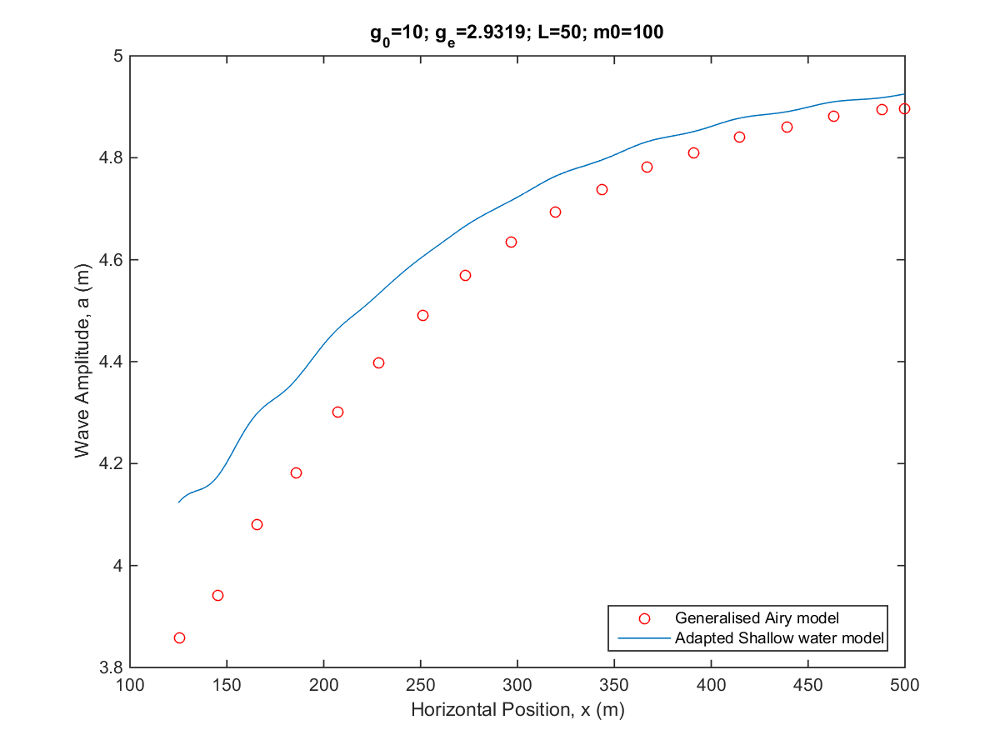 g₀=10; gₑ=2.9319; L=50; m0=100
5
4.8
4.6
4.4
4.2
4
3.8
Wave Amplitude, a (m)
Generalised Airy model
Adapted Shallow water model
100 150 200 250 300 350 400 450 500
Horizontal Position, x (m)